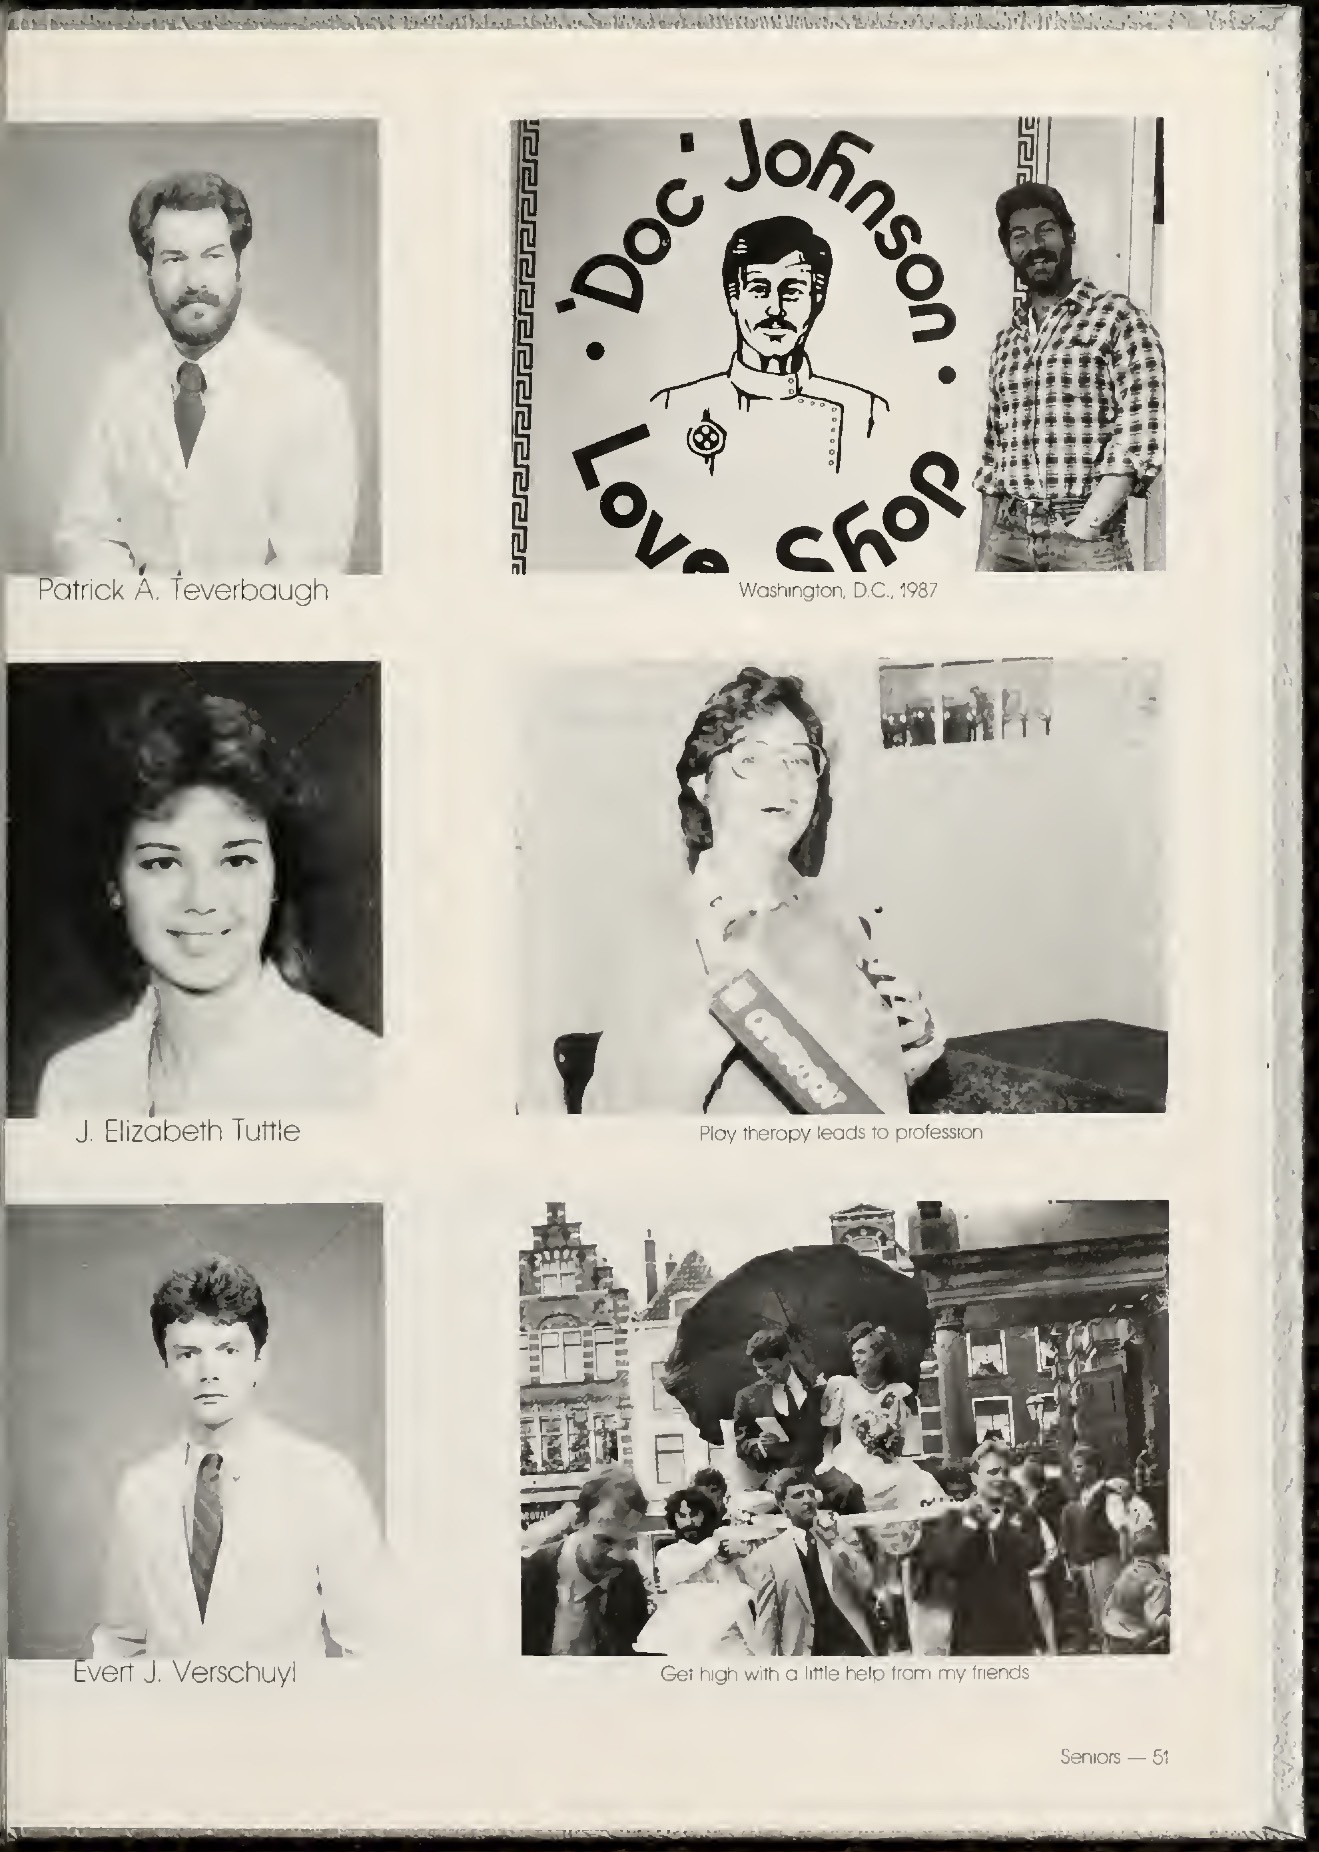 'Doc' Johnson
Love Shop
Patrick A. Teverbaugh
Washington, D.C., 1987
J. Elizabeth Tuttle
Play therapy leads to profession
Evert J. Verschuyl
Get high with a little help from my friends
Seniors — 51